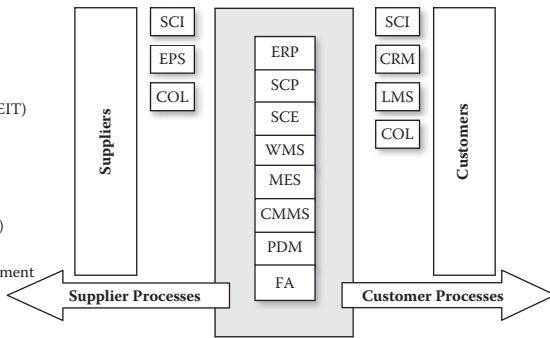 EIT)
)
ment
Suppliers
SCI
EPS
COL
ERP
SCP
SCE
WMS
MES
CMMS
PDM
FA
SCI
CRM
LMS
COL
Customers
Supplier Processes
Customer Processes